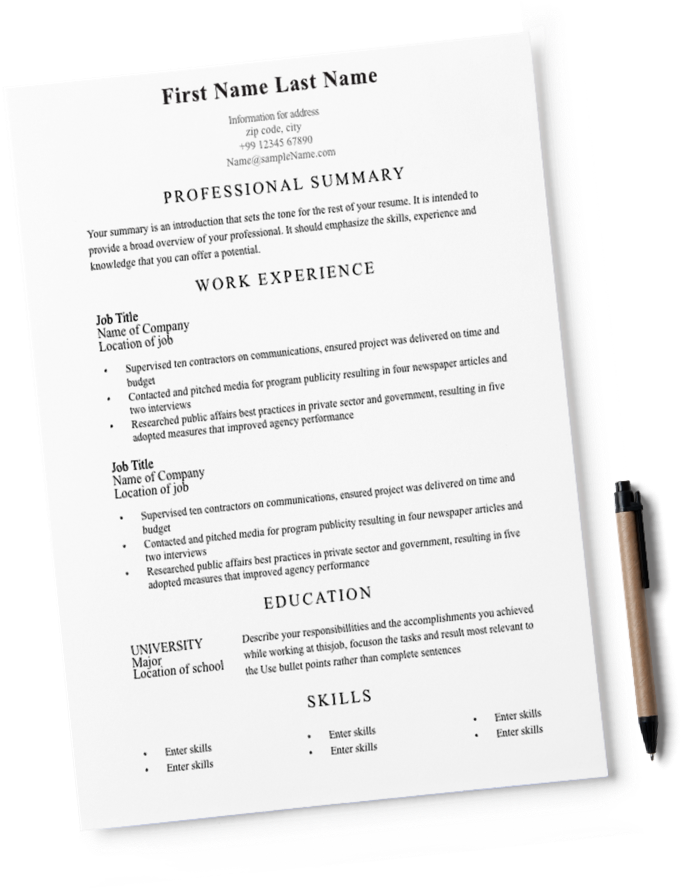 First Name Last Name
Information for address
zip code, city
+99 12345 67890
Name@sampleName.com
PROFESSIONAL SUMMARY
Your summary is an introduction that sets the tone for the rest of your resume. It is intended to
provide a broad overview of your professional. It should emphasize the skills, experience and
knowledge that you can offer a potential.
WORK EXPERIENCE
Job Title
Name of Company
Location of job
• Supervised ten contractors on communications, ensured project was delivered on time and
budget
• Contacted and pitched media for program publicity resulting in four newspaper articles and
two interviews
• Researched public affairs best practices in private sector and government, resulting in five
adopted measures that improved agency performance
Job Title
Name of Company
Location of job
• Supervised ten contractors on communications, ensured project was delivered on time and
budget
• Contacted and pitched media for program publicity resulting in four newspaper articles and
two interviews
• Researched public affairs best practices in private sector and government, resulting in five
adopted measures that improved agency performance
EDUCATION
UNIVERSITY
Major
Location of school
Describe your responsibillities and the accomplishments you achieved
while working at thisjob, focuson the tasks and result most relevant to
the Use bullet points rather than complete sentences
SKILLS
• Enter skills
• Enter skills
• Enter skills
• Enter skills
• Enter skills
• Enter skills